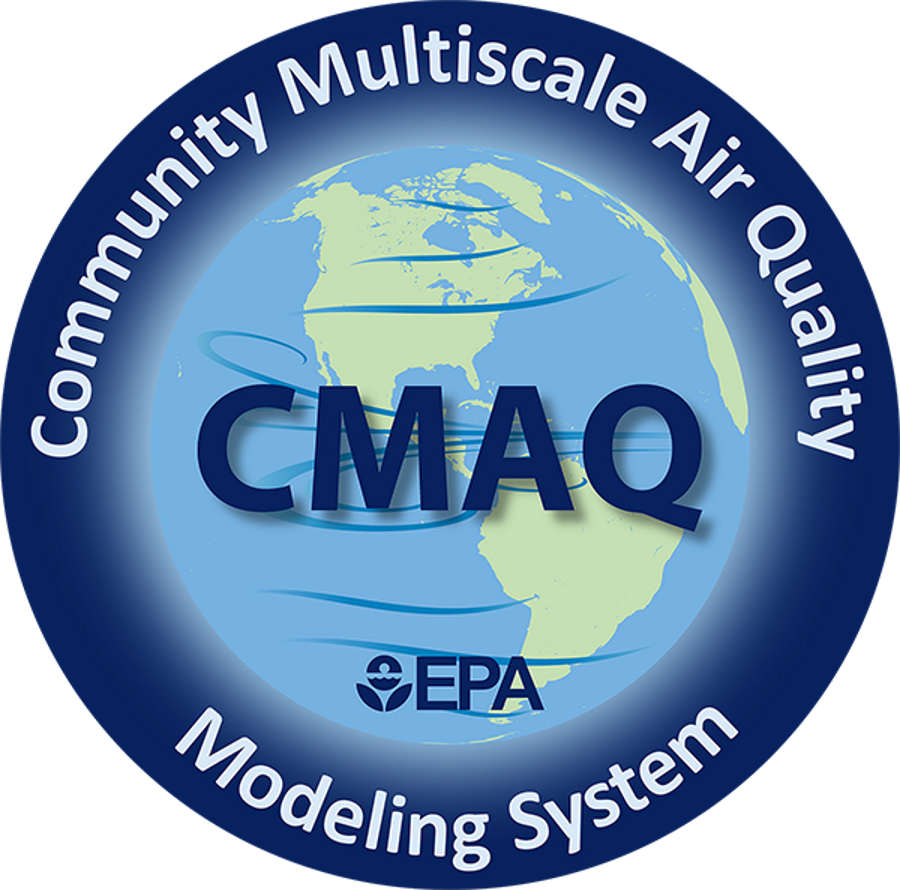 Community Multiscale Air Quality
CMAQ
EPA
Modeling System